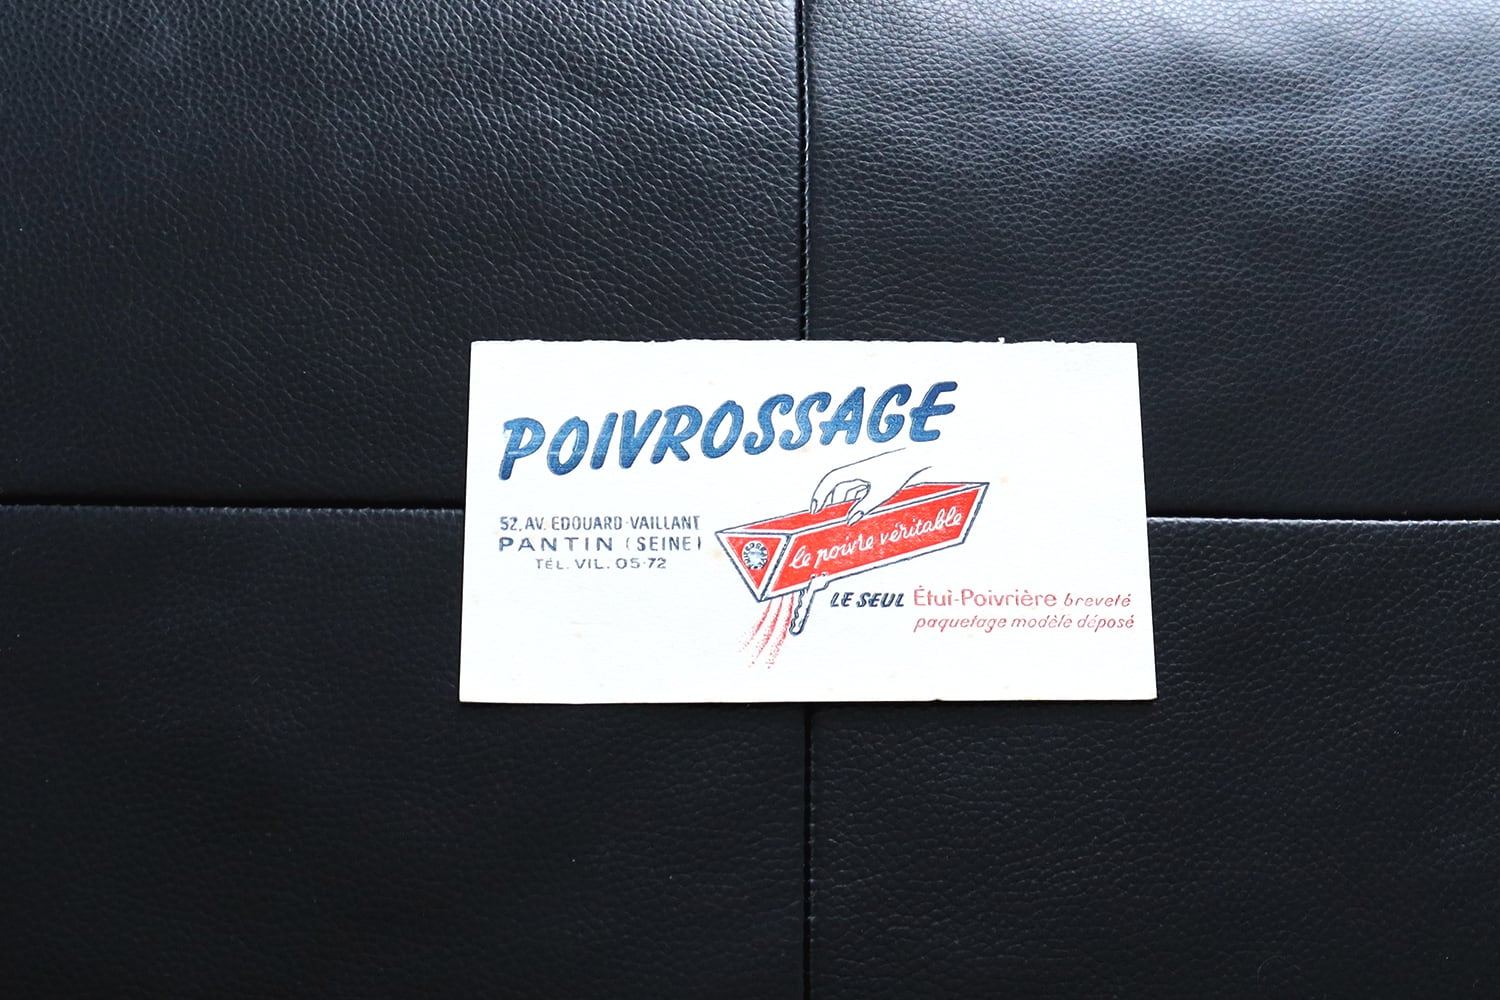 POIVROSSAGE
52, AV. EDOUARD-VAILLANT
PANTIN (SEINE)
TÉL. VIL. 05-72
le poivre véritable
LE SEUL Étui-Poivrière breveté
paquetage modèle déposé